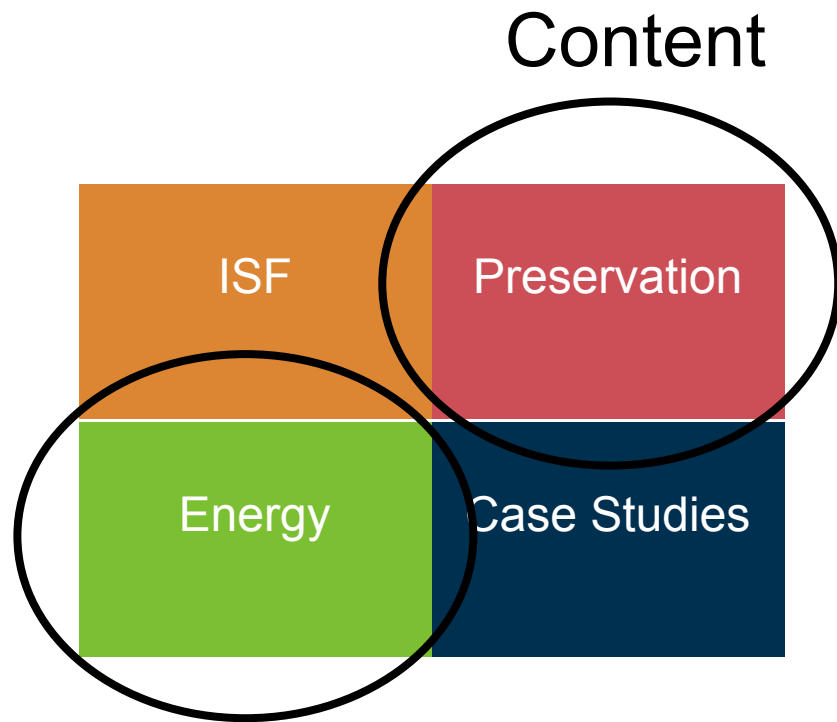 Content
ISF
Preservation
Energy
Case Studies